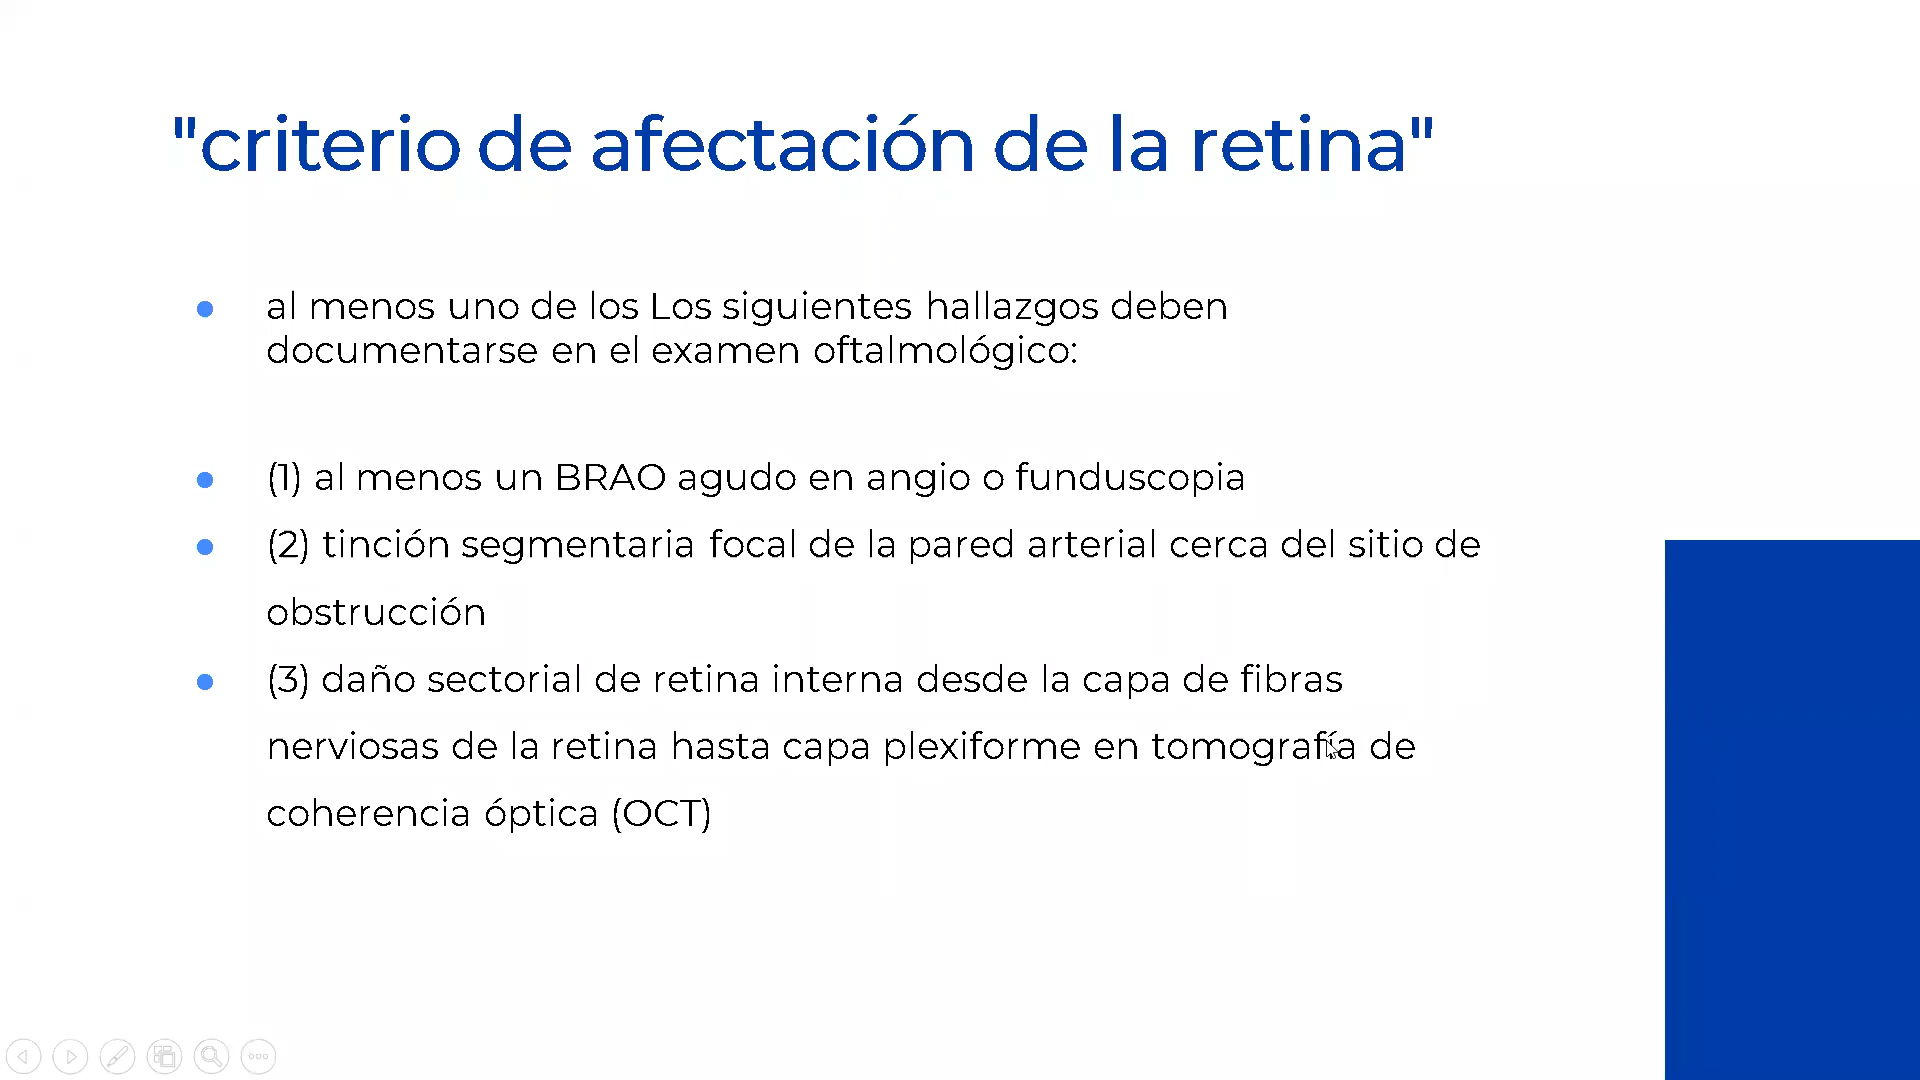 "criterio de afectación de la retina"
● al menos uno de los Los siguientes hallazgos deben
documentarse en el examen oftalmológico:
● (1) al menos un BRAO agudo en angio o funduscopia
● (2) tinción segmentaria focal de la pared arterial cerca del sitio de
obstrucción
● (3) daño sectorial de retina interna desde la capa de fibras
nerviosas de la retina hasta capa plexiforme en tomografía de
coherencia óptica (OCT)